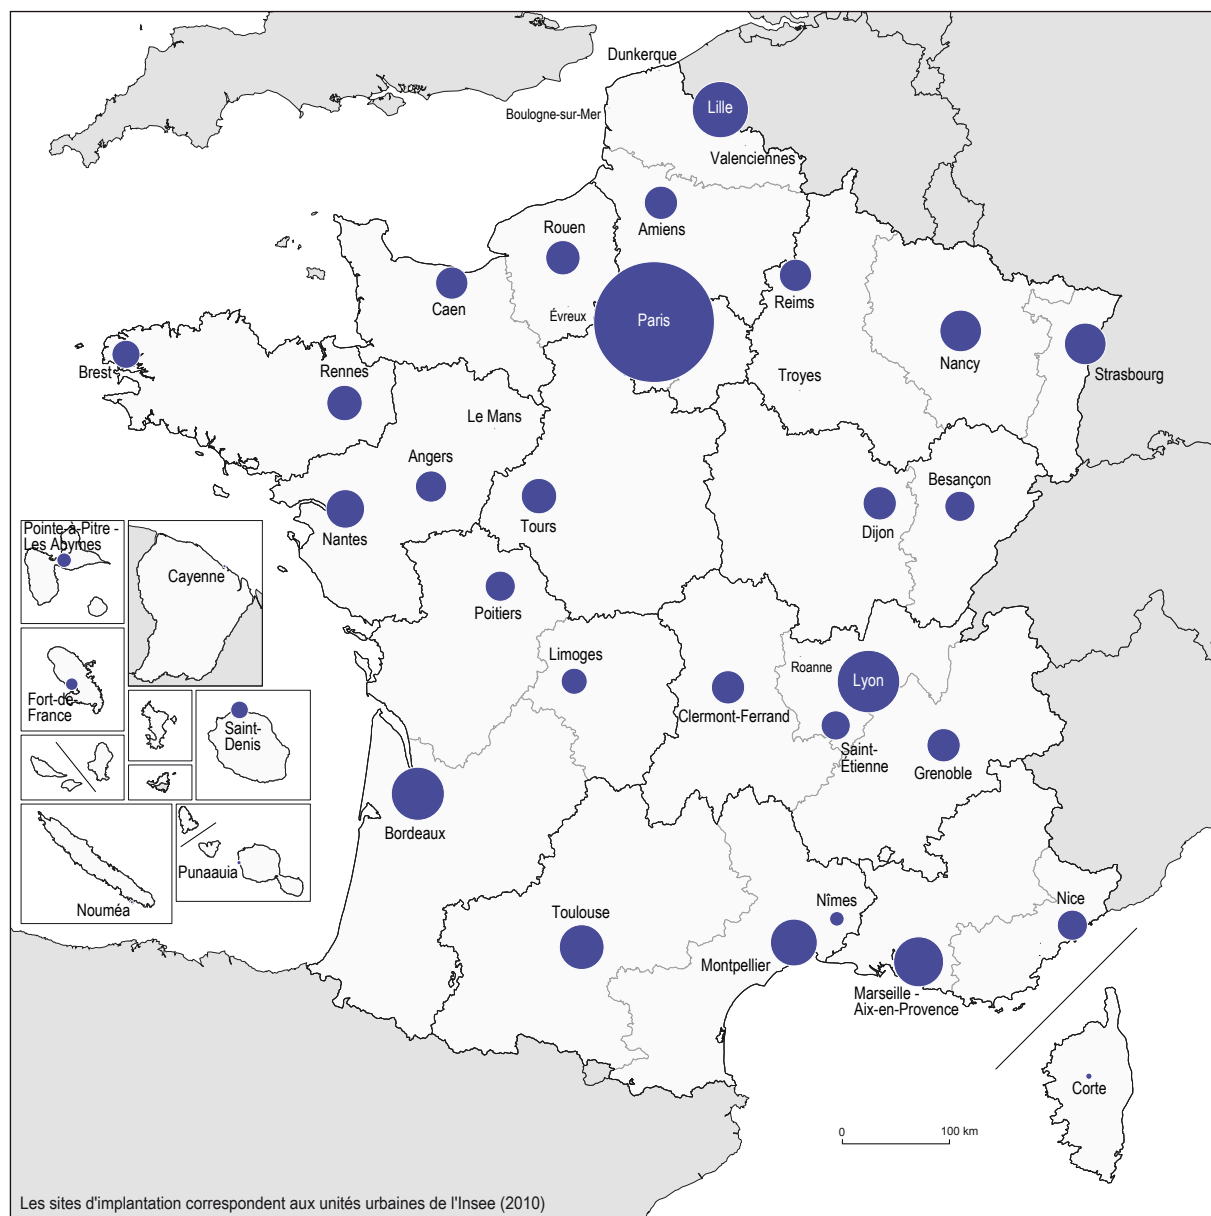 Dunkerque
Lille
Boulogne-sur-Mer
Valenciennes
Amiens
Rouen
Reims
Caen
Évreux
Paris
Nancy
Strasbourg
Brest
Rennes
Troyes
Le Mans
Angers
Besançon
Nantes
Tours
Dijon
Pointe-à-Pitre -
Les Abymes
Cayenne
Poitiers
Limoges
Roanne
Lyon
Clermont-Ferrand
Saint-
Étienne
Grenoble
Fort-de-
France
Saint-
Denis
Bordeaux
Punaauia
Nouméa
Toulouse
Nîmes
Nice
Montpellier
Marseille -
Aix-en-Provence
Corte
0 100 km
Les sites d'implantation correspondent aux unités urbaines de l'Insee (2010)